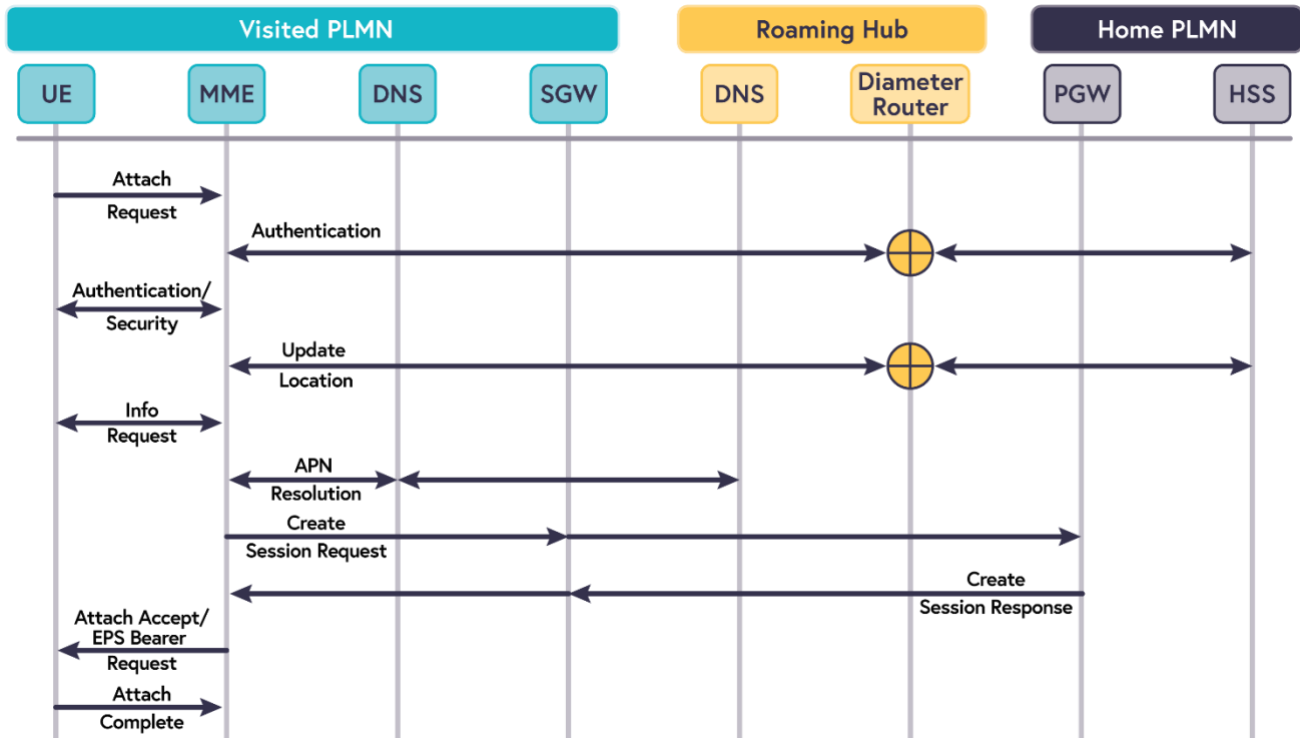 Visited PLMN
Roaming Hub
Home PLMN
UE
MME
DNS
SGW
DNS
Diameter
Router
PGW
HSS
Attach
Request
Authentication
Authentication/
Security
Update
Location
Info
Request
APN
Resolution
Create
Session Request
Create
Session Response
Attach Accept/
EPS Bearer
Request
Attach
Complete